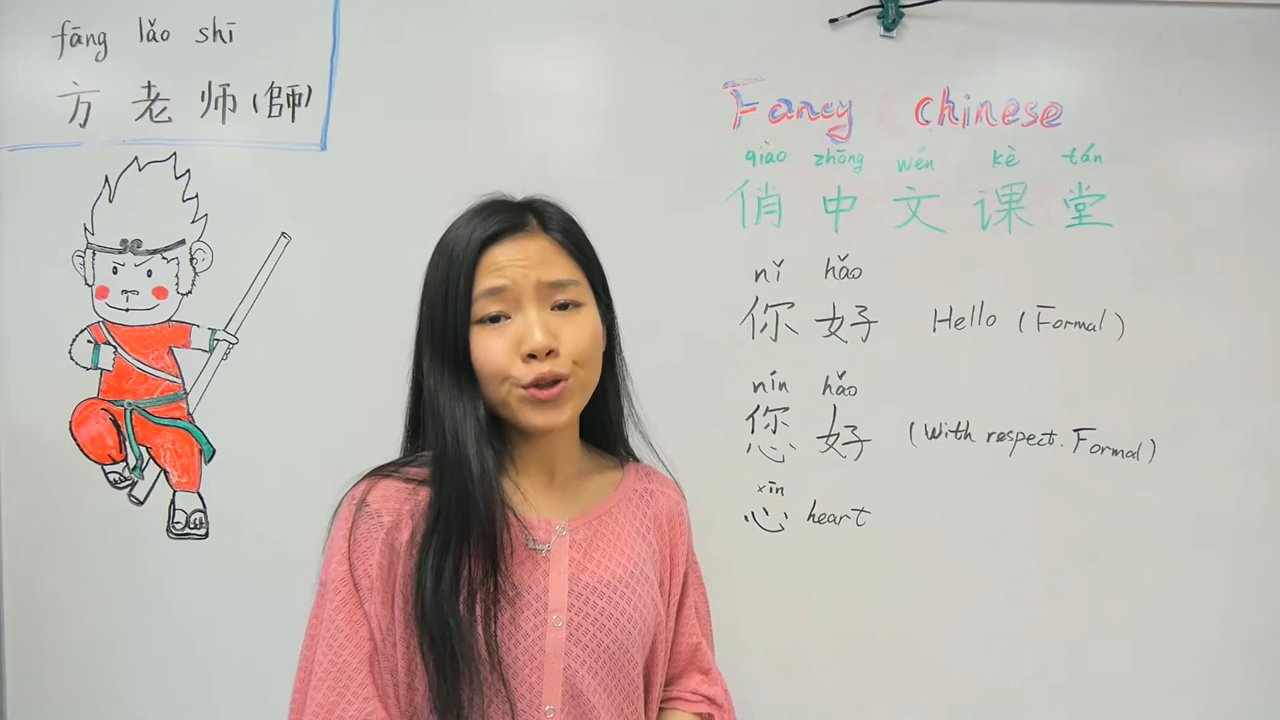 fāng lǎo shī
方 老 师(師)
Fancy chinese
qiào zhōng wén kè tán
俏 中 文 课 堂
nǐ hǎo
你 好 Hello (Formal)
nín hǎo
您 好 (With respect. Formal)
xīn
心 heart